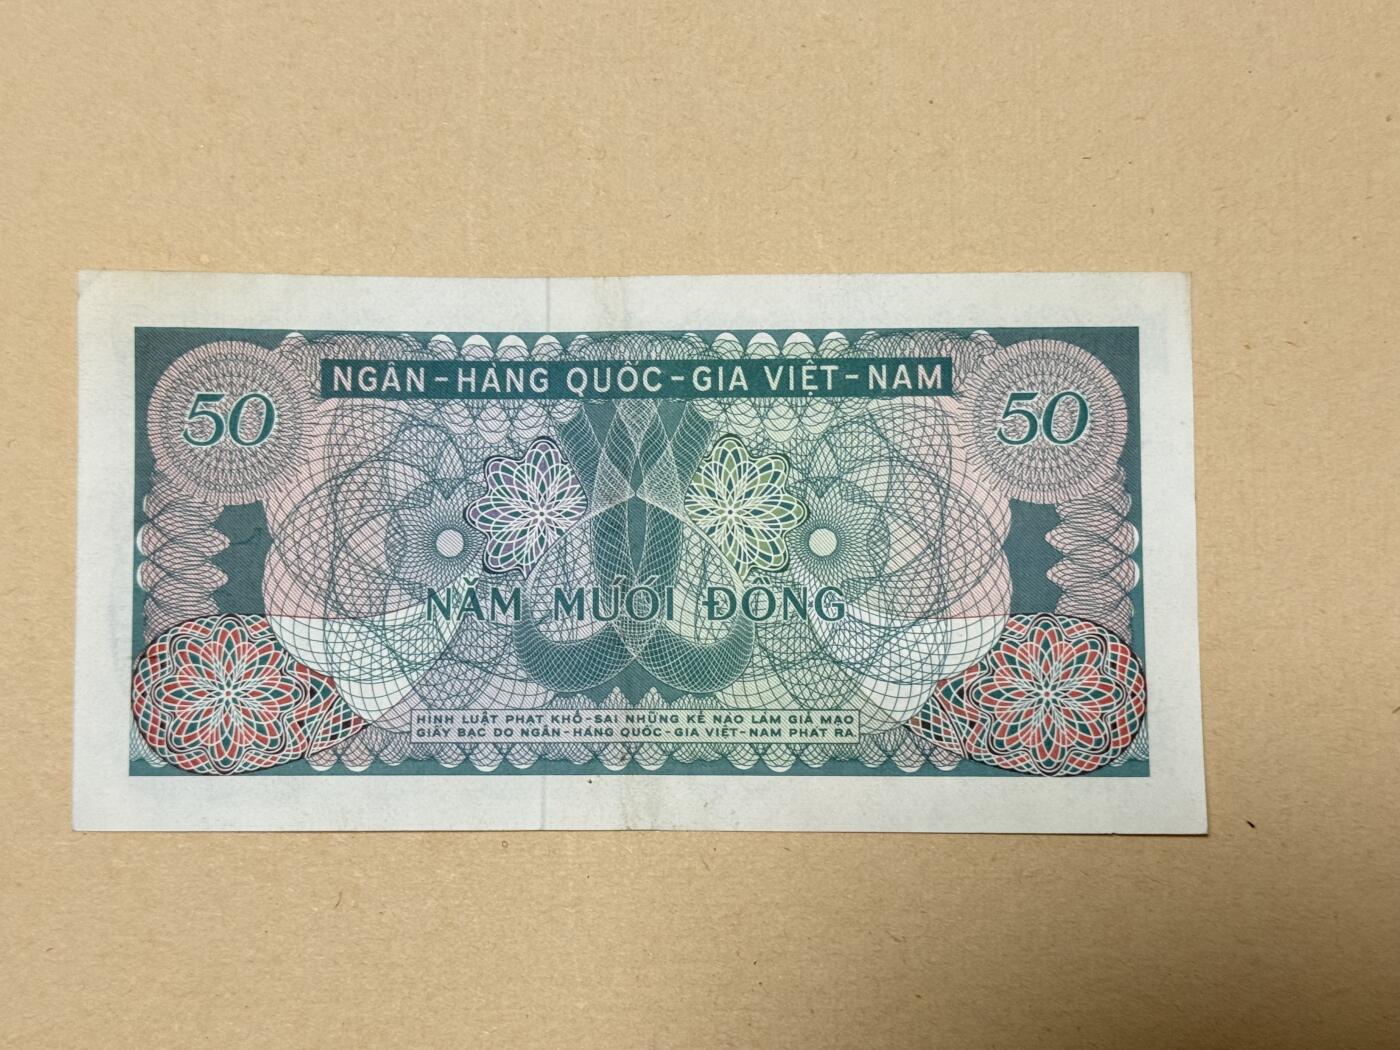 NGÂN-HÀNG QUỐC-GIA VIỆT-NAM
50
50
NĂM MƯƠI ĐỒNG
HÌNH LUẬT PHẠT KHỔ-SAI NHỮNG KẺ NÀO LÀM GIẢ MẠO
GIẤY BẠC DO NGÂN-HÀNG QUỐC-GIA VIỆT-NAM PHÁT RA.